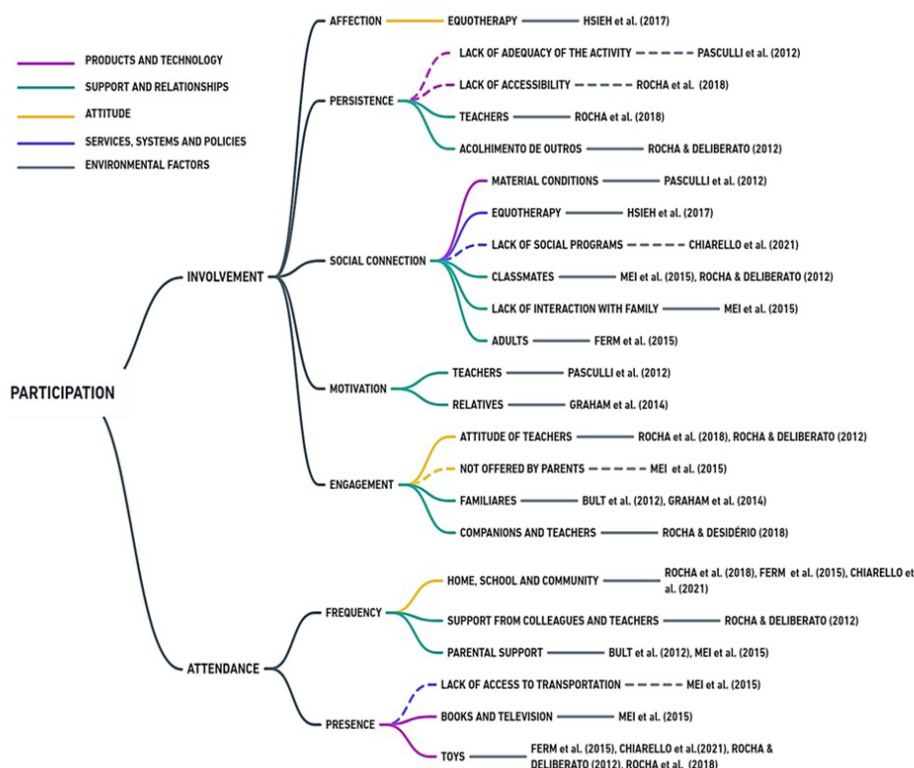 AFFECTION EQUOTHERAPY HSIEH et al. (2017)
PRODUCTS AND TECHNOLOGY
SUPPORT AND RELATIONSHIPS
ATTITUDE
SERVICES, SYSTEMS AND POLICIES
ENVIRONMENTAL FACTORS
PERSISTENCE
LACK OF ADEQUACY OF THE ACTIVITY PASCULLI et al. (2012)
LACK OF ACCESSIBILITY ROCHA et al. (2018)
TEACHERS ROCHA et al. (2018)
ACOLHIMENTO DE OUTROS ROCHA & DELIBERATO (2012)
PARTICIPATION
INVOLVEMENT
SOCIAL CONNECTION
MATERIAL CONDITIONS PASCULLI et al. (2012)
EQUOTHERAPY HSIEH et al. (2017)
LACK OF SOCIAL PROGRAMS CHIARELLO et al. (2021)
CLASSMATES MEI et al. (2015), ROCHA & DELIBERATO (2012)
LACK OF INTERACTION WITH FAMILY MEI et al. (2015)
ADULTS FERM et al. (2015)
MOTIVATION
TEACHERS PASCULLI et al. (2012)
RELATIVES GRAHAM et al. (2014)
ENGAGEMENT
ATTITUDE OF TEACHERS ROCHA et al. (2018), ROCHA & DELIBERATO (2012)
NOT OFFERED BY PARENTS MEI et al. (2015)
FAMILIARES BULT et al. (2012), GRAHAM et al. (2014)
COMPANIONS AND TEACHERS ROCHA & DESIDÉRIO (2018)
ATTENDANCE
FREQUENCY
HOME, SCHOOL AND COMMUNITY ROCHA et al. (2018), FERM et al. (2015), CHIARELLO et
al. (2021)
SUPPORT FROM COLLEAGUES AND TEACHERS ROCHA & DELIBERATO (2012)
PARENTAL SUPPORT BULT et al. (2012), MEI et al. (2015)
PRESENCE
LACK OF ACCESS TO TRANSPORTATION MEI et al. (2015)
BOOKS AND TELEVISION MEI et al. (2015)
TOYS FERM et al. (2015), CHIARELLO et al.(2021), ROCHA &
DELIBERATO (2012), ROCHA et al. (2018)